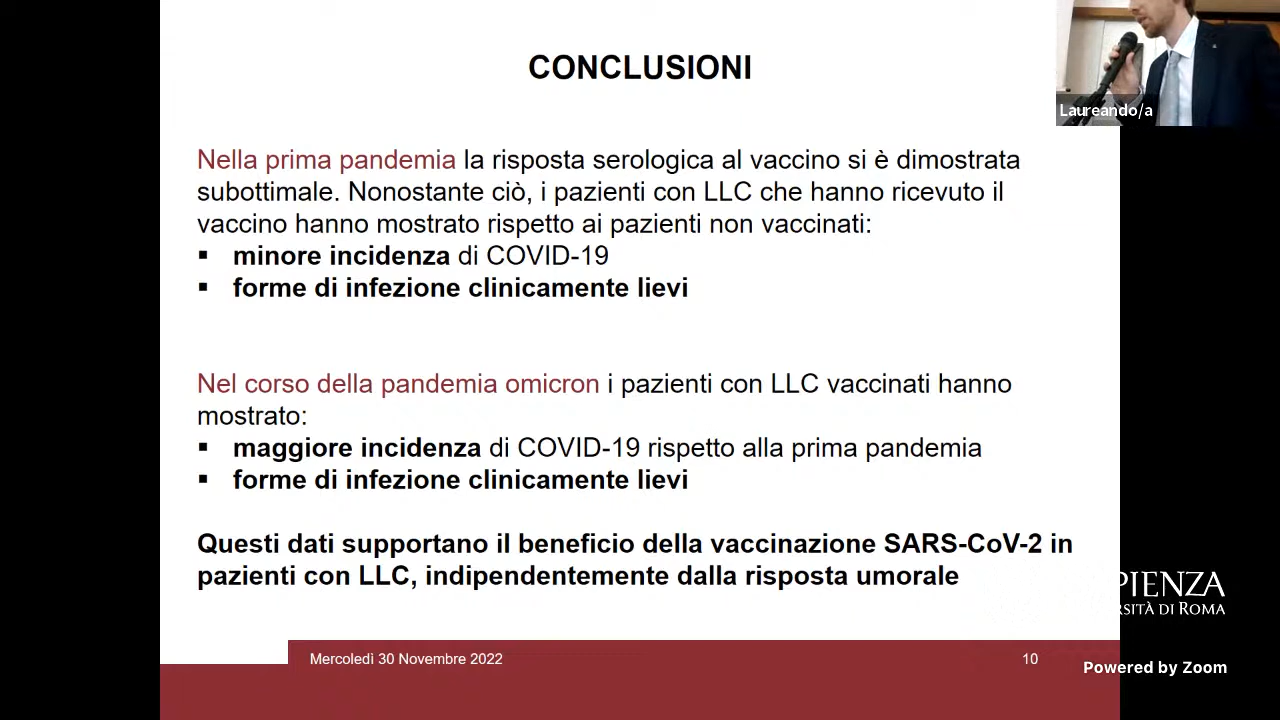 CONCLUSIONI
Laureando/a
Nella prima pandemia la risposta serologica al vaccino si è dimostrata
subottimale. Nonostante ciò, i pazienti con LLC che hanno ricevuto il
vaccino hanno mostrato rispetto ai pazienti non vaccinati:
▪ minore incidenza di COVID-19
▪ forme di infezione clinicamente lievi
Nel corso della pandemia omicron i pazienti con LLC vaccinati hanno
mostrato:
▪ maggiore incidenza di COVID-19 rispetto alla prima pandemia
▪ forme di infezione clinicamente lievi
Questi dati supportano il beneficio della vaccinazione SARS-CoV-2 in
pazienti con LLC, indipendentemente dalla risposta umorale
PIENZA
RSITÀ DI ROMA
Mercoledì 30 Novembre 2022
10
Powered by Zoom